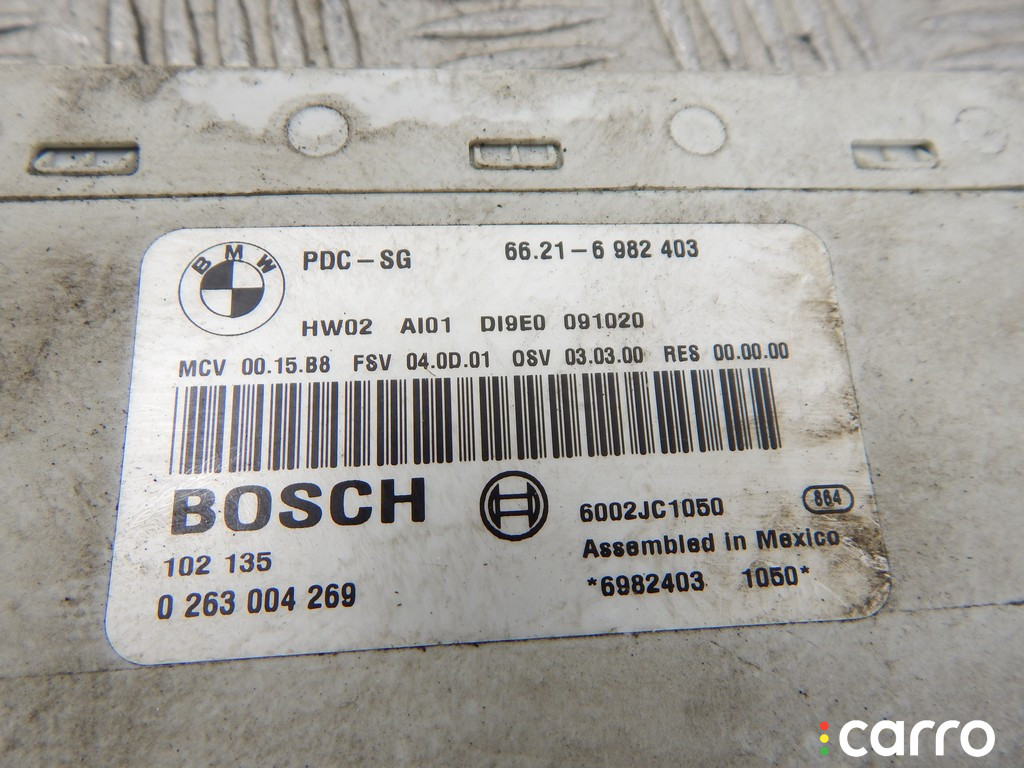 BMW
PDC-SG 66.21-6 982 403
HW02 AI01 DI9E0 091020
MCV 00.15.B8 FSV 04.0D.01 OSV 03.03.00 RES 00.00.00
BOSCH
6002JC1050 864
102 135
Assembled in Mexico
0 263 004 269
*6982403 1050*
carro